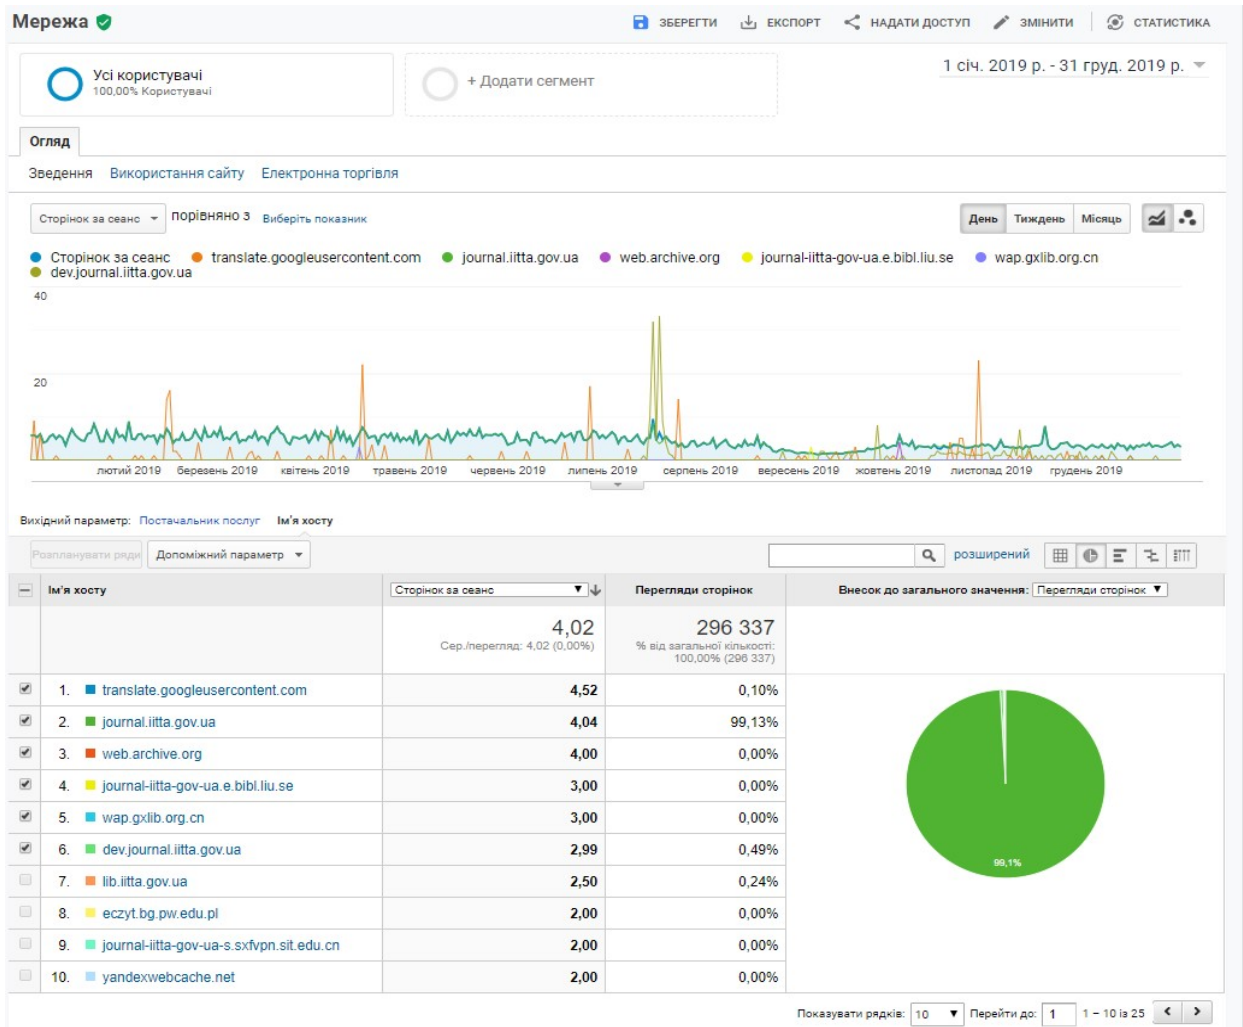 Мережа
ЗБЕРЕГТИ ЕКСПОРТ НАДАТИ ДОСТУП ЗМІНИТИ СТАТИСТИКА
Усі користувачі
100,00% Користувачі
+ Додати сегмент
1 січ. 2019 р. - 31 груд. 2019 р.
Огляд
Зведення Використання сайту Електронна торгівля
Сторінок за сеанс порівняно з Виберіть показник
День Тиждень Місяць
Сторінок за сеанс translate.googleusercontent.com journal.iitta.gov.ua web.archive.org journal-iitta-gov-ua.e.bibl.liu.se wap.gxlib.org.cn
dev.journal.iitta.gov.ua
40
20
лютий 2019 березень 2019 квітень 2019 травень 2019 червень 2019 липень 2019 серпень 2019 вересень 2019 жовтень 2019 листопад 2019 грудень 2019
Вихідний параметр: Постачальник послуг Ім'я хосту
Розпланувати ряди Допоміжний параметр
розширений
Ім'я хосту Сторінок за сеанс Перегляди сторінок Внесок до загального значення: Перегляди сторінок
4,02 296 337
Сер./перегляд: 4,02 (0,00%) % від загальної кількості:
100,00% (296 337)
1. translate.googleusercontent.com 4,52 0,10%
2. journal.iitta.gov.ua 4,04 99,13%
3. web.archive.org 4,00 0,00%
4. journal-iitta-gov-ua.e.bibl.liu.se 3,00 0,00%
5. wap.gxlib.org.cn 3,00 0,00%
6. dev.journal.iitta.gov.ua 2,99 0,49%
99,1%
7. lib.iitta.gov.ua 2,50 0,24%
8. eczyt.bg.pw.edu.pl 2,00 0,00%
9. journal-iitta-gov-ua-s.sxfvpn.sit.edu.cn 2,00 0,00%
10. yandexwebcache.net 2,00 0,00%
Показувати рядків: 10 Перейти до: 1 1 – 10 із 25